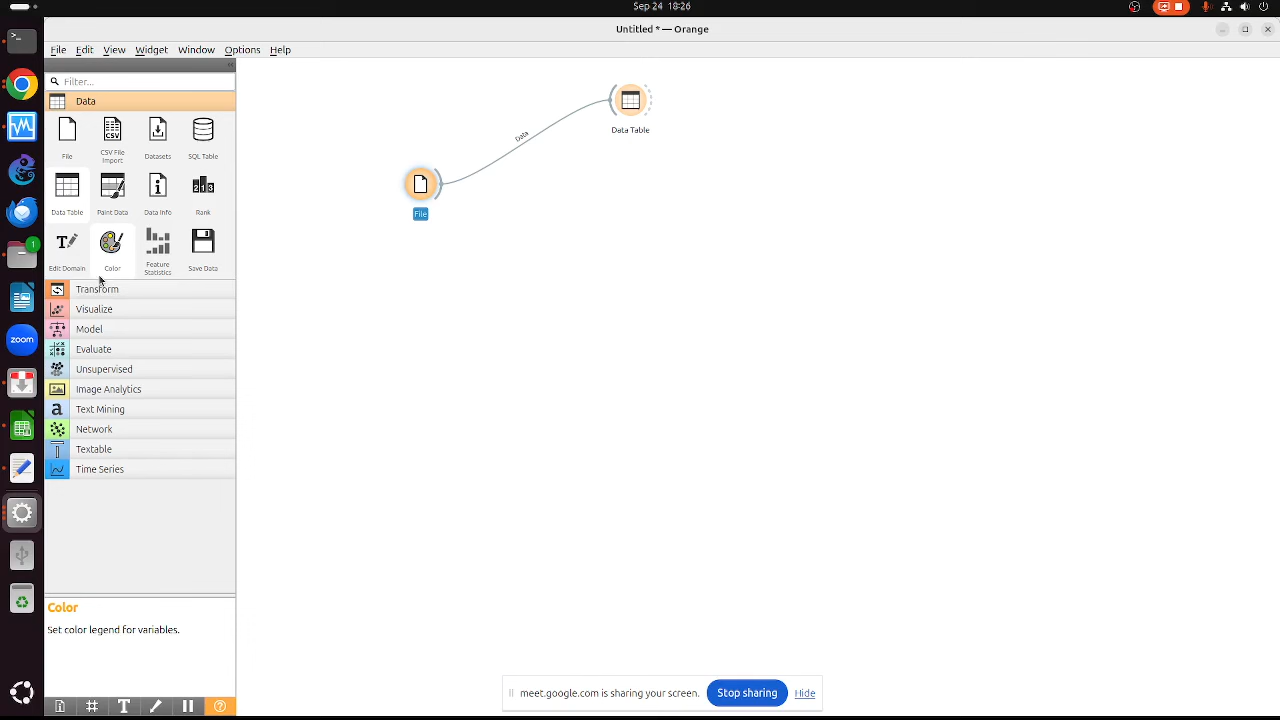 Sep 24 18:26
Untitled * — Orange
File Edit View Widget Window Options Help
Filter...
Data
File
CSV File
Import
Datasets
SQL Table
Data Table
Paint Data
Data Info
Rank
Edit Domain
Color
Feature
Statistics
Save Data
Transform
Visualize
Model
Evaluate
Unsupervised
Image Analytics
Text Mining
Network
Textable
Time Series
Color
Set color legend for variables.
Data
Data Table
File
zoom
1
meet.google.com is sharing your screen.
Stop sharing
Hide